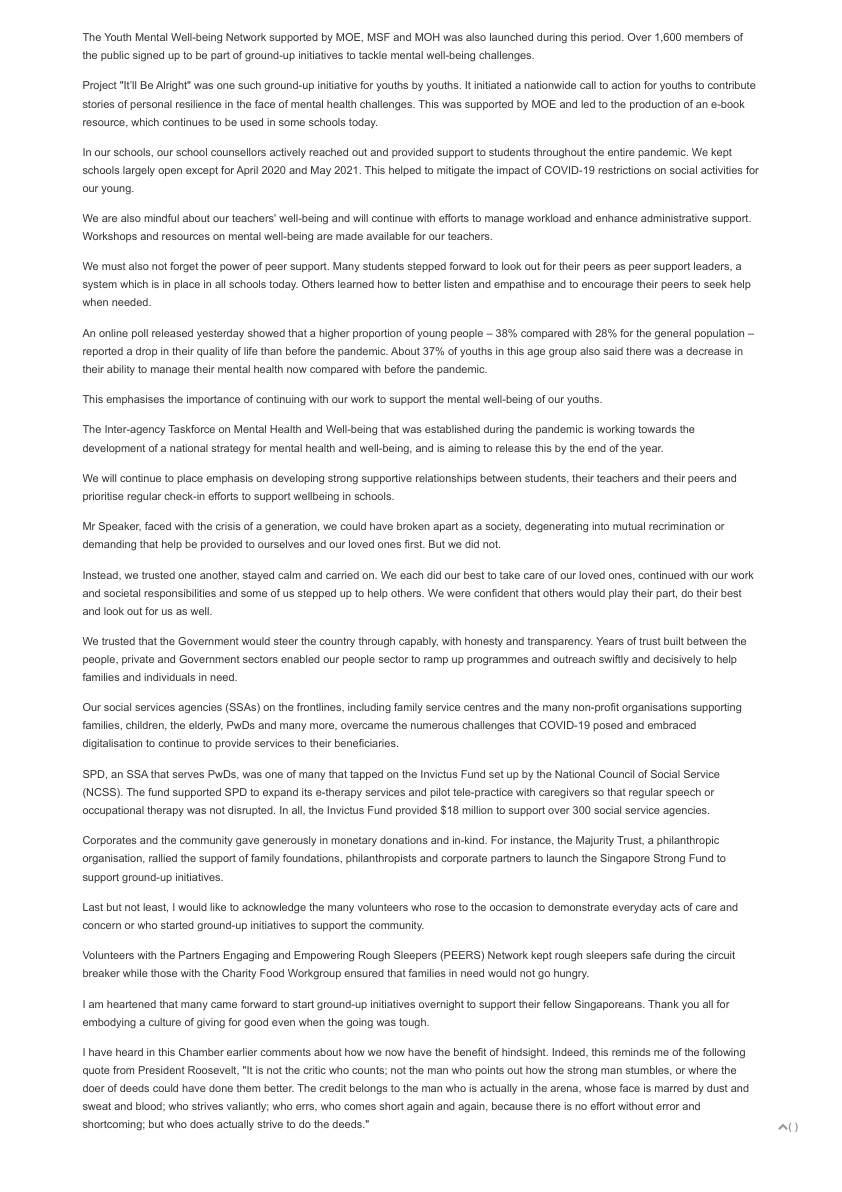 The Youth Mental Well-being Network supported by MOE, MSF and MOH was also launched during this period. Over 1,600 members of
the public signed up to be part of ground-up initiatives to tackle mental well-being challenges.
Project "It'll Be Alright" was one such ground-up initiative for youths by youths. It initiated a nationwide call to action for youths to contribute
stories of personal resilience in the face of mental health challenges. This was supported by MOE and led to the production of an e-book
resource, which continues to be used in some schools today.
In our schools, our school counsellors actively reached out and provided support to students throughout the entire pandemic. We kept
schools largely open except for April 2020 and May 2021. This helped to mitigate the impact of COVID-19 restrictions on social activities for
our young.
We are also mindful about our teachers' well-being and will continue with efforts to manage workload and enhance administrative support.
Workshops and resources on mental well-being are made available for our teachers.
We must also not forget the power of peer support. Many students stepped forward to look out for their peers as peer support leaders, a
system which is in place in all schools today. Others learned how to better listen and empathise and to encourage their peers to seek help
when needed.
An online poll released yesterday showed that a higher proportion of young people – 38% compared with 28% for the general population –
reported a drop in their quality of life than before the pandemic. About 37% of youths in this age group also said there was a decrease in
their ability to manage their mental health now compared with before the pandemic.
This emphasises the importance of continuing with our work to support the mental well-being of our youths.
The Inter-agency Taskforce on Mental Health and Well-being that was established during the pandemic is working towards the
development of a national strategy for mental health and well-being, and is aiming to release this by the end of the year.
We will continue to place emphasis on developing strong supportive relationships between students, their teachers and their peers and
prioritise regular check-in efforts to support wellbeing in schools.
Mr Speaker, faced with the crisis of a generation, we could have broken apart as a society, degenerating into mutual recrimination or
demanding that help be provided to ourselves and our loved ones first. But we did not.
Instead, we trusted one another, stayed calm and carried on. We each did our best to take care of our loved ones, continued with our work
and societal responsibilities and some of us stepped up to help others. We were confident that others would play their part, do their best
and look out for us as well.
We trusted that the Government would steer the country through capably, with honesty and transparency. Years of trust built between the
people, private and Government sectors enabled our people sector to ramp up programmes and outreach swiftly and decisively to help
families and individuals in need.
Our social services agencies (SSAs) on the frontlines, including family service centres and the many non-profit organisations supporting
families, children, the elderly, PwDs and many more, overcame the numerous challenges that COVID-19 posed and embraced
digitalisation to continue to provide services to their beneficiaries.
SPD, an SSA that serves PwDs, was one of many that tapped on the Invictus Fund set up by the National Council of Social Service
(NCSS). The fund supported SPD to expand its e-therapy services and pilot tele-practice with caregivers so that regular speech or
occupational therapy was not disrupted. In all, the Invictus Fund provided $18 million to support over 300 social service agencies.
Corporates and the community gave generously in monetary donations and in-kind. For instance, the Majurity Trust, a philanthropic
organisation, rallied the support of family foundations, philanthropists and corporate partners to launch the Singapore Strong Fund to
support ground-up initiatives.
Last but not least, I would like to acknowledge the many volunteers who rose to the occasion to demonstrate everyday acts of care and
concern or who started ground-up initiatives to support the community.
Volunteers with the Partners Engaging and Empowering Rough Sleepers (PEERS) Network kept rough sleepers safe during the circuit
breaker while those with the Charity Food Workgroup ensured that families in need would not go hungry.
I am heartened that many came forward to start ground-up initiatives overnight to support their fellow Singaporeans. Thank you all for
embodying a culture of giving for good even when the going was tough.
I have heard in this Chamber earlier comments about how we now have the benefit of hindsight. Indeed, this reminds me of the following
quote from President Roosevelt, "It is not the critic who counts; not the man who points out how the strong man stumbles, or where the
doer of deeds could have done them better. The credit belongs to the man who is actually in the arena, whose face is marred by dust and
sweat and blood; who strives valiantly; who errs, who comes short again and again, because there is no effort without error and
shortcoming; but who does actually strive to do the deeds."
^( )